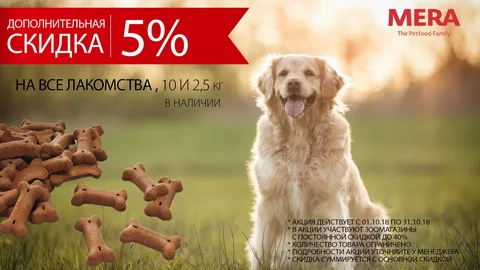 ДОПОЛНИТЕЛЬНАЯ
СКИДКА 5%
MERA
The Petfood Family
НА ВСЕ ЛАКОМСТВА , 10 И 2,5 кг
В НАЛИЧИИ
* АКЦИЯ ДЕЙСТВУЕТ С 01.10.18 ПО 31.10.18
* В АКЦИИ УЧАСТВУЮТ ЗООМАГАЗИНЫ
С ПОСТОЯННОЙ СКИДКОЙ ДО 40%
* КОЛИЧЕСТВО ТОВАРА ОГРАНИЧЕНО
* ПОДРОБНОСТИ АКЦИИ УТОЧНЯЙТЕ У МЕНЕДЖЕРА
* СКИДКА СУММИРУЕТСЯ С ОСНОВНОЙ СКИДКОЙ